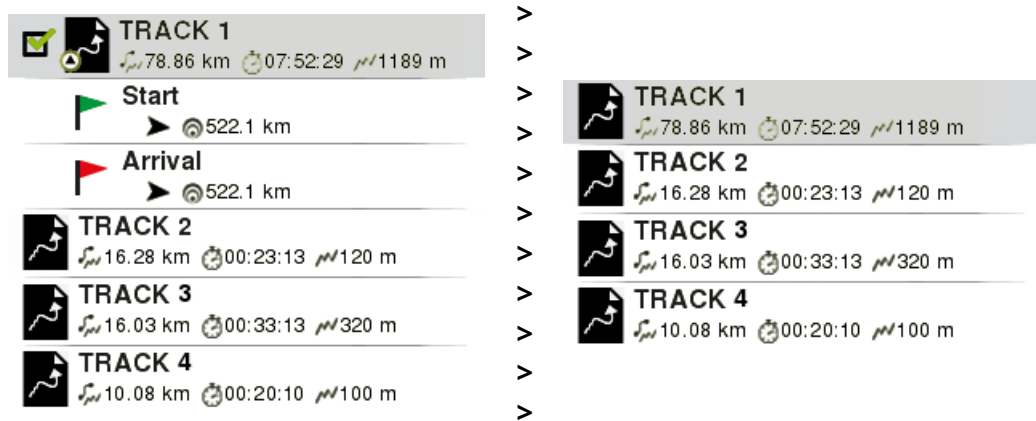 TRACK 1
78.86 km 07:52:29 1189 m
Start
522.1 km
Arrival
522.1 km
TRACK 2
16.28 km 00:23:13 120 m
TRACK 3
16.03 km 00:33:13 320 m
TRACK 4
10.08 km 00:20:10 100 m
>
>
>
>
>
>
>
>
>
>
>
TRACK 1
78.86 km 07:52:29 1189 m
TRACK 2
16.28 km 00:23:13 120 m
TRACK 3
16.03 km 00:33:13 320 m
TRACK 4
10.08 km 00:20:10 100 m